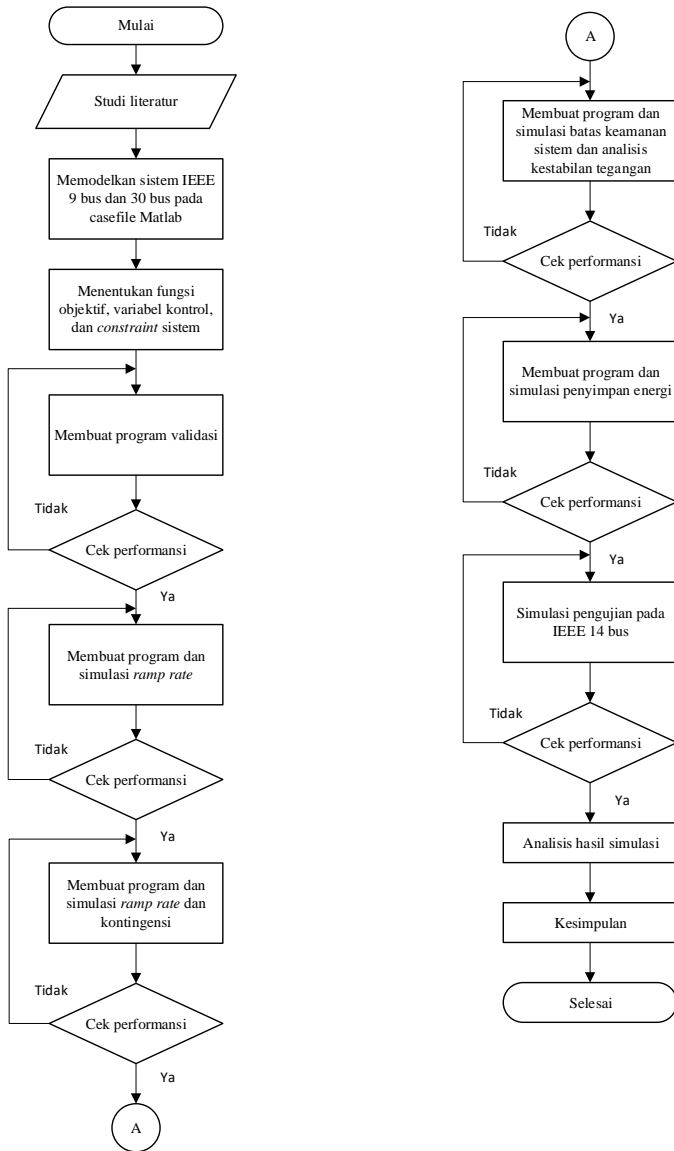 Mulai
Studi literatur
Memodelkan sistem IEEE
9 bus dan 30 bus pada
casefile Matlab
Menentukan fungsi
objektif, variabel kontrol,
dan constraint sistem
Membuat program validasi
Tidak
Cek performansi
Ya
Membuat program dan
simulasi ramp rate
Tidak
Cek performansi
Ya
Membuat program dan
simulasi ramp rate dan
kontingensi
Tidak
Cek performansi
Ya
A
A
Membuat program dan
simulasi batas keamanan
sistem dan analisis
kestabilan tegangan
Tidak
Cek performansi
Ya
Membuat program dan
simulasi penyimpan energi
Tidak
Cek performansi
Ya
Simulasi pengujian pada
IEEE 14 bus
Tidak
Cek performansi
Ya
Analisis hasil simulasi
Kesimpulan
Selesai